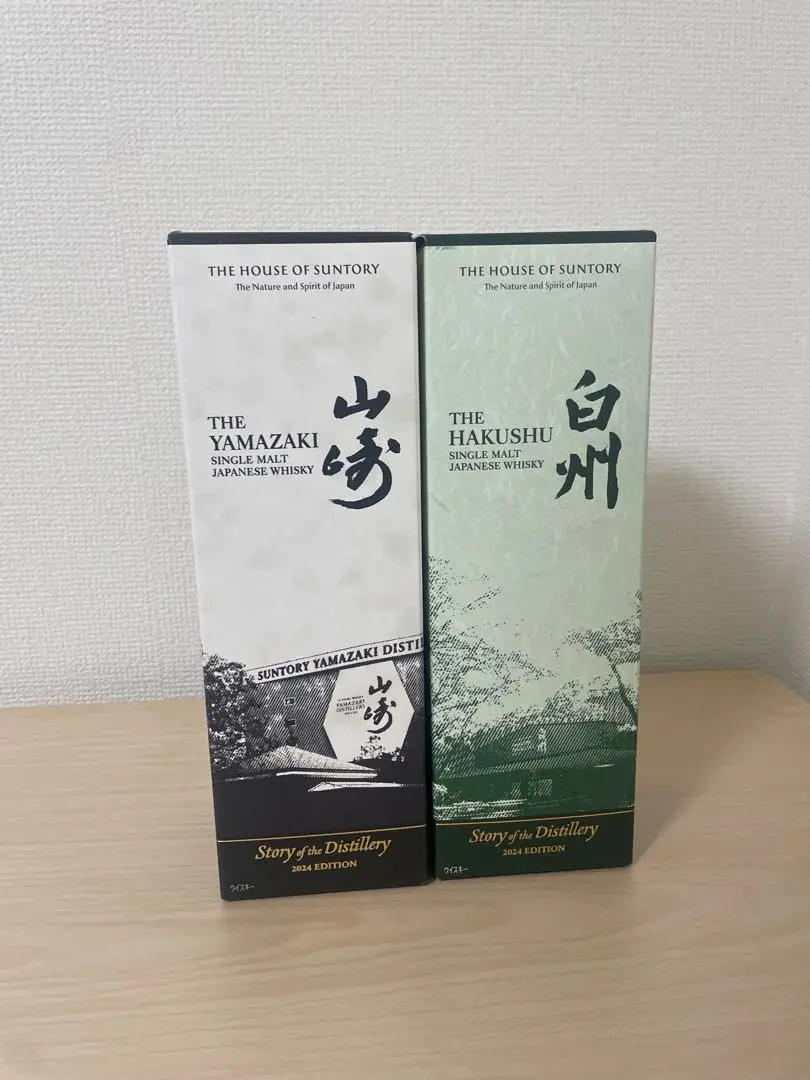 THE HOUSE OF SUNTORY
The Nature and Spirit of Japan
THE
YAMAZAKI
SINGLE MALT
JAPANESE WHISKY
山崎
SUNTORY YAMAZAKI DISTI
YAMAZAKI
DISTILLERY
山崎
Story of the Distillery
2024 EDITION
ウイスキー
THE HOUSE OF SUNTORY
The Nature and Spirit of Japan
THE
HAKUSHU
SINGLE MALT
JAPANESE WHISKY
白州
Story of the Distillery
2024 EDITION
ウイスキー